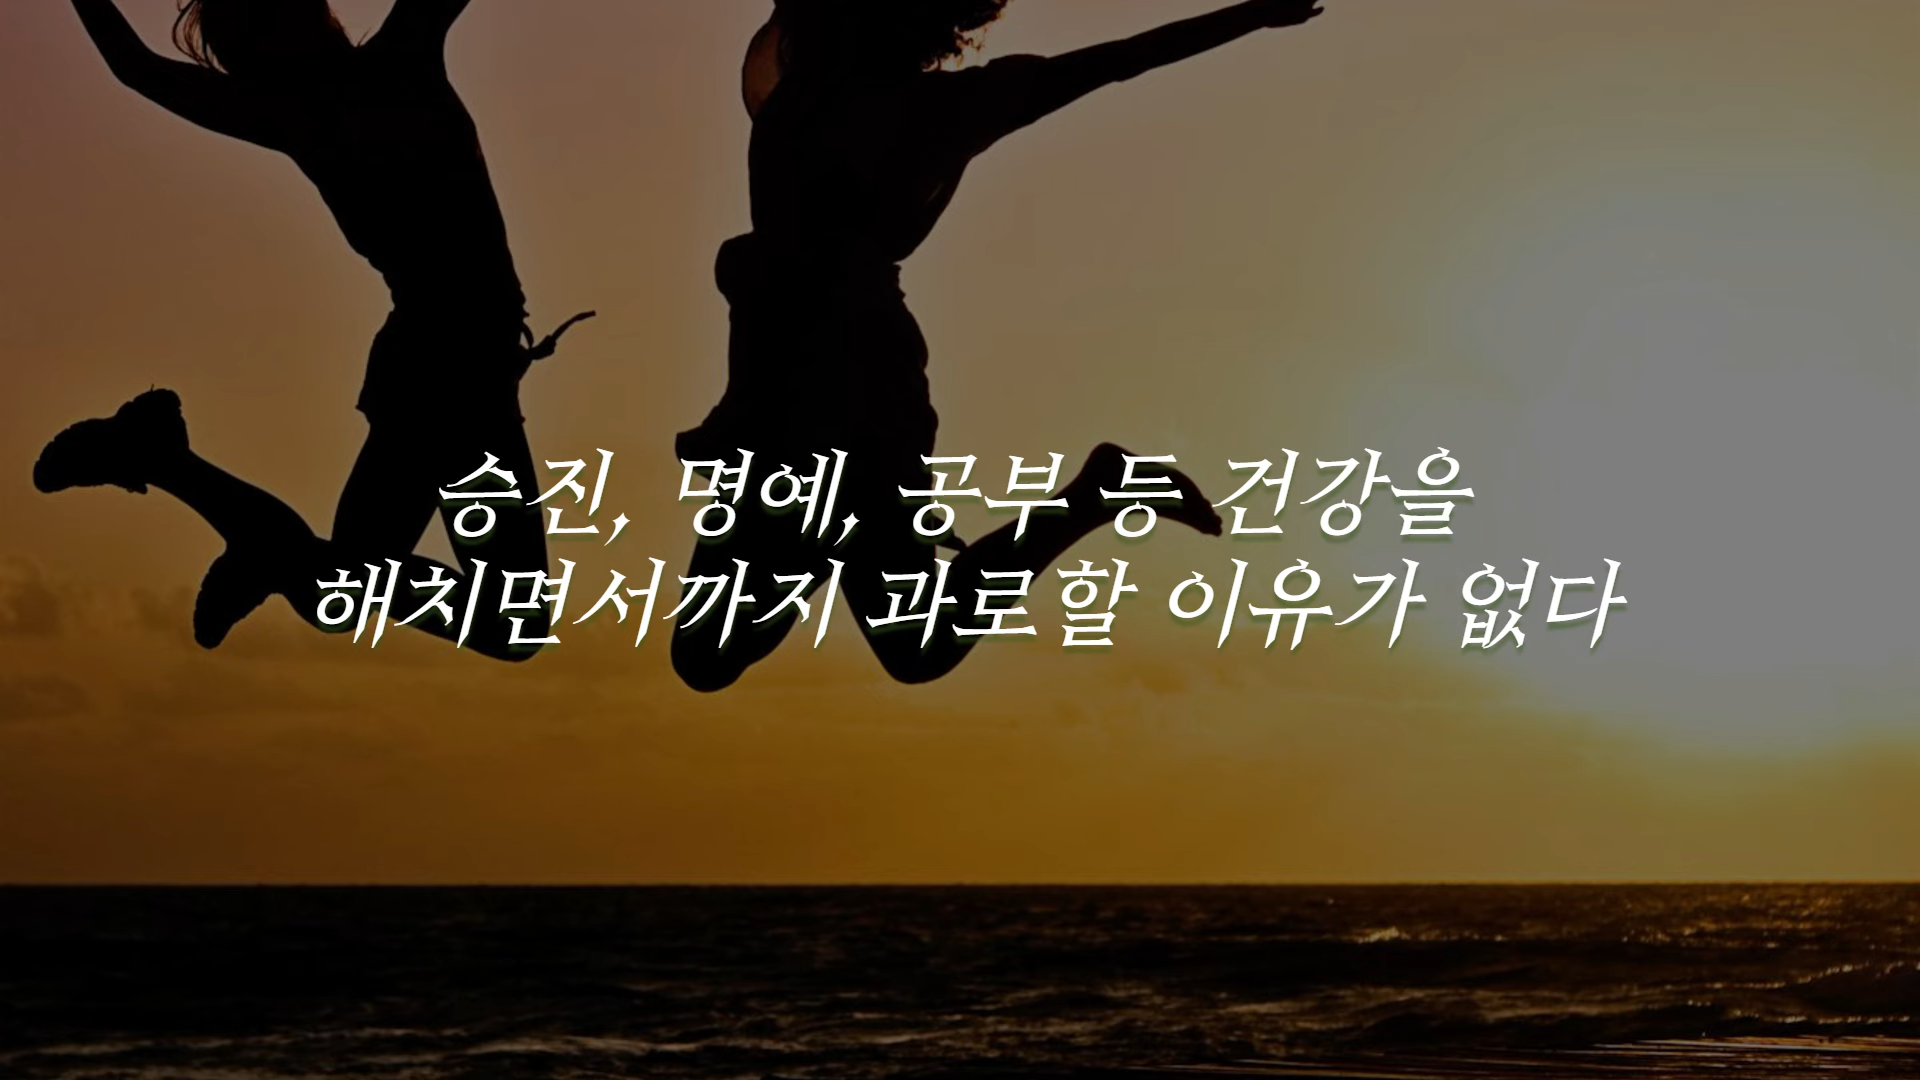 승진, 명예, 공부 등 건강을
해치면서까지 과로할 이유가 없다